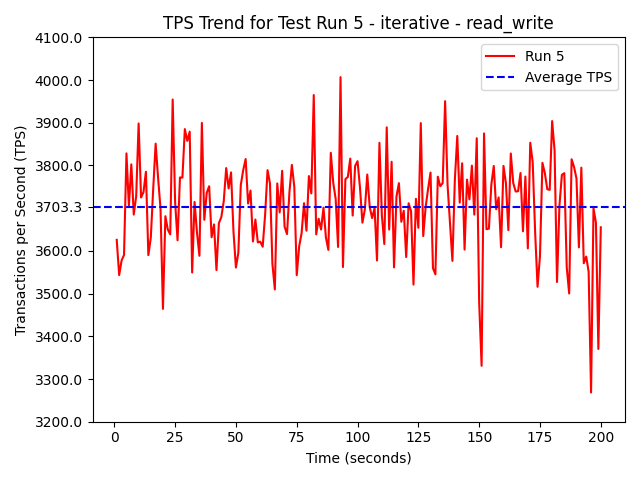 TPS Trend for Test Run 5 - iterative - read_write
Transactions per Second (TPS)
4100.0
4000.0
3900.0
3800.0
3703.3
3600.0
3500.0
3400.0
3300.0
3200.0
Run 5
Average TPS
0 25 50 75 100 125 150 175 200
Time (seconds)